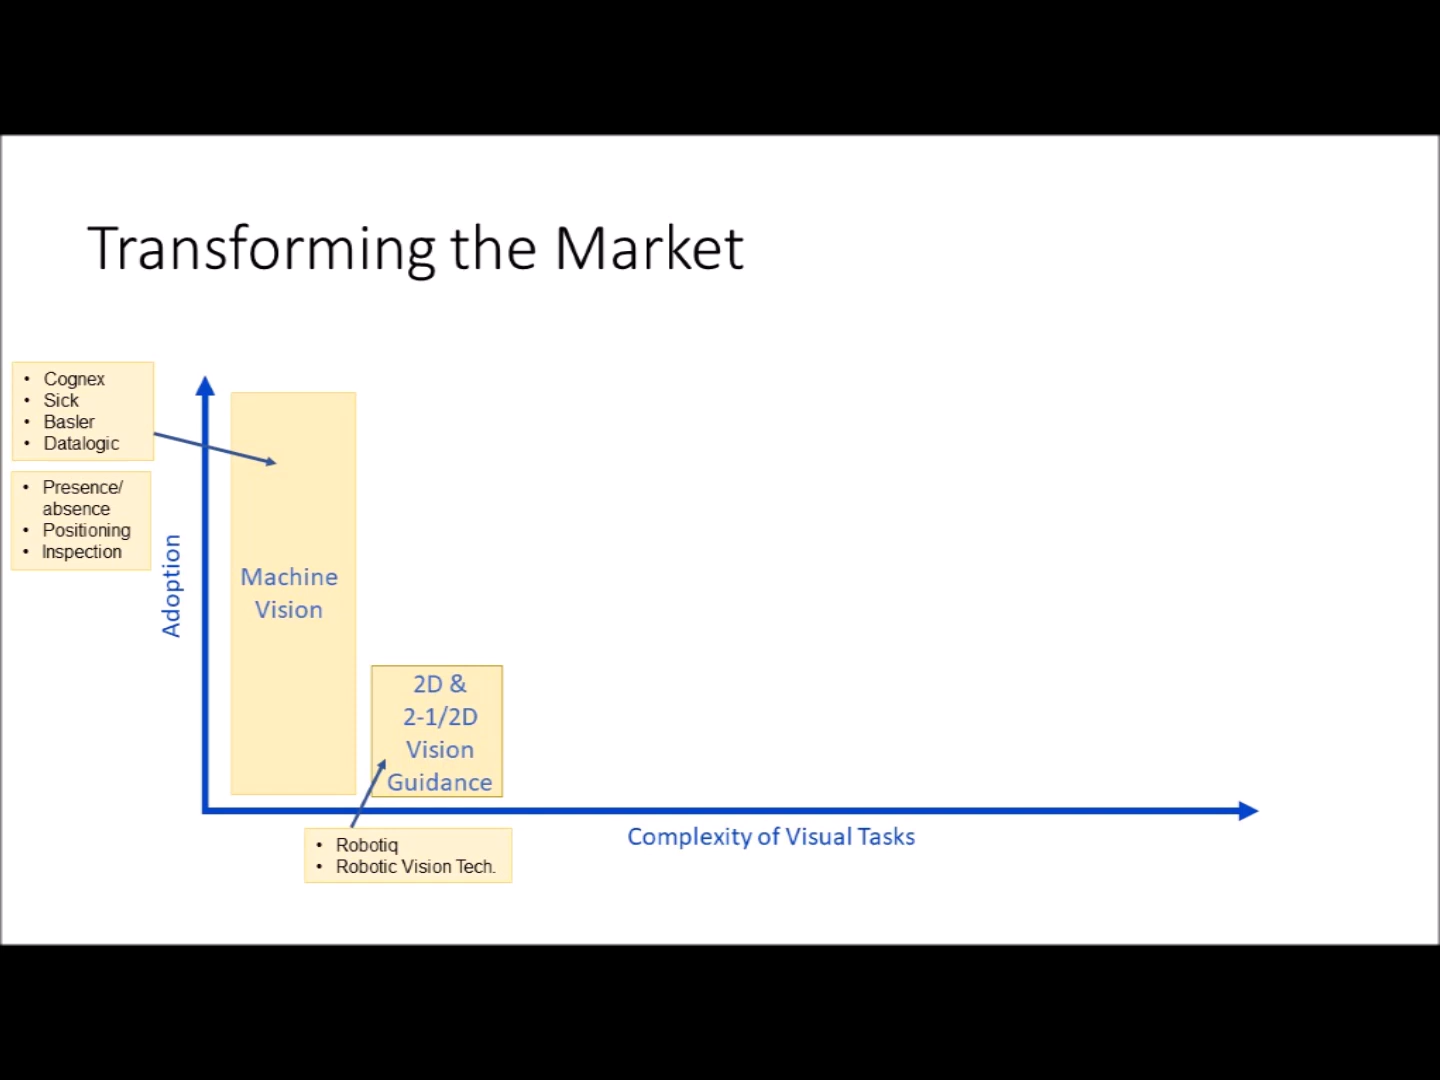 Transforming the Market
• Cognex
• Sick
• Basler
• Datalogic
• Presence/
absence
• Positioning
• Inspection
Adoption
Machine
Vision
2D &
2-1/2D
Vision
Guidance
• Robotiq
• Robotic Vision Tech.
Complexity of Visual Tasks